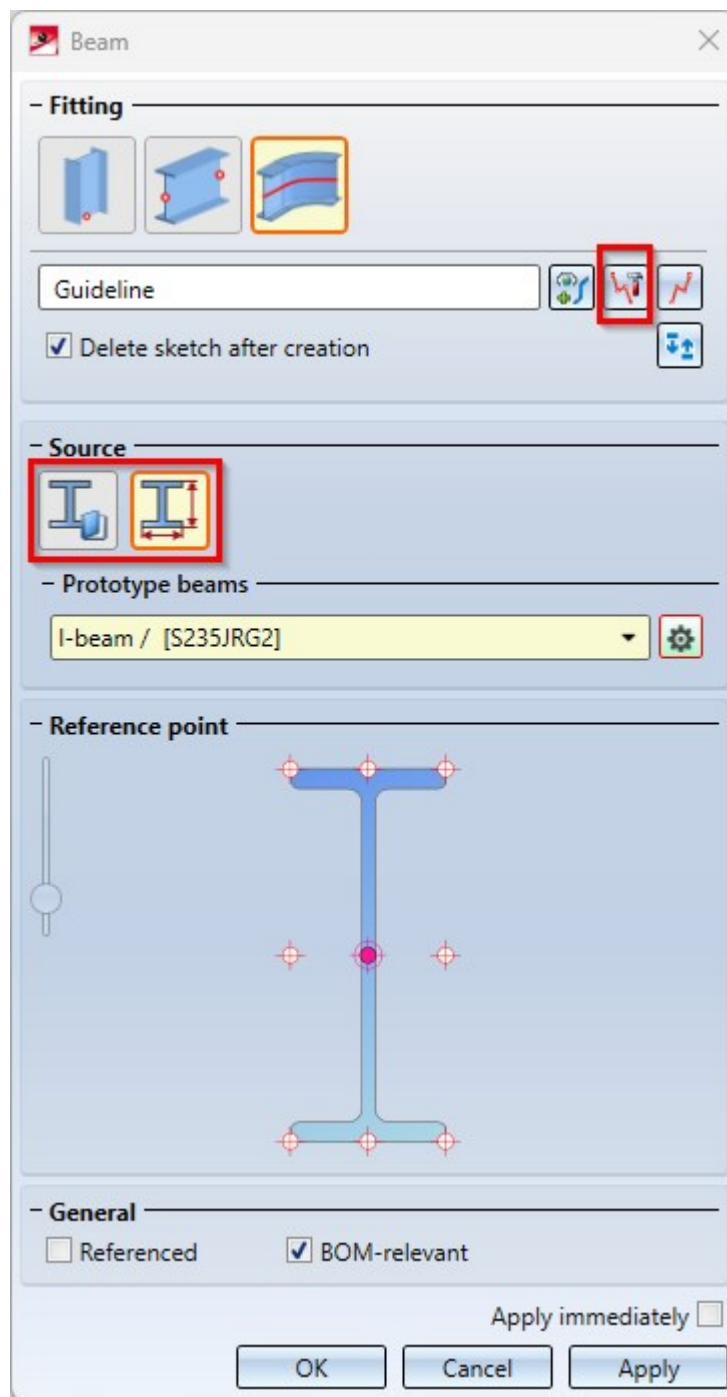 Beam
Fitting
Guideline
Delete sketch after creation
Source
Prototype beams
I-beam / [S235JRG2]
Reference point
General
Referenced BOM-relevant
Apply immediately
OK Cancel Apply